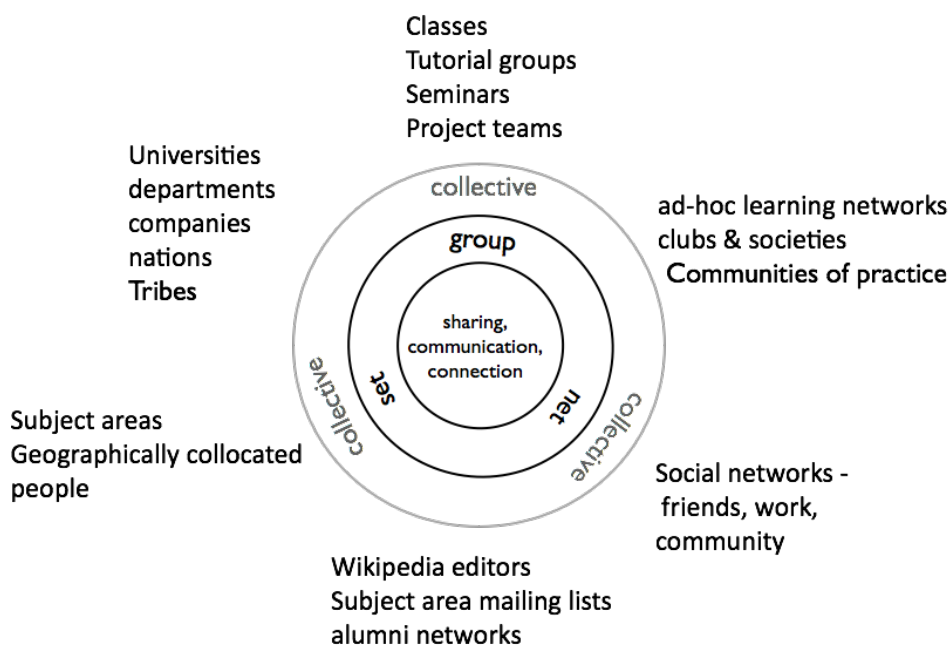 Classes
Tutorial groups
Seminars
Project teams
Universities
departments
companies
nations
Tribes
collective
ad-hoc learning networks
clubs & societies
Communities of practice
group
sharing,
communication,
connection
set
net
collective
collective
Subject areas
Geographically collocated
people
Social networks -
friends, work,
community
Wikipedia editors
Subject area mailing lists
alumni networks